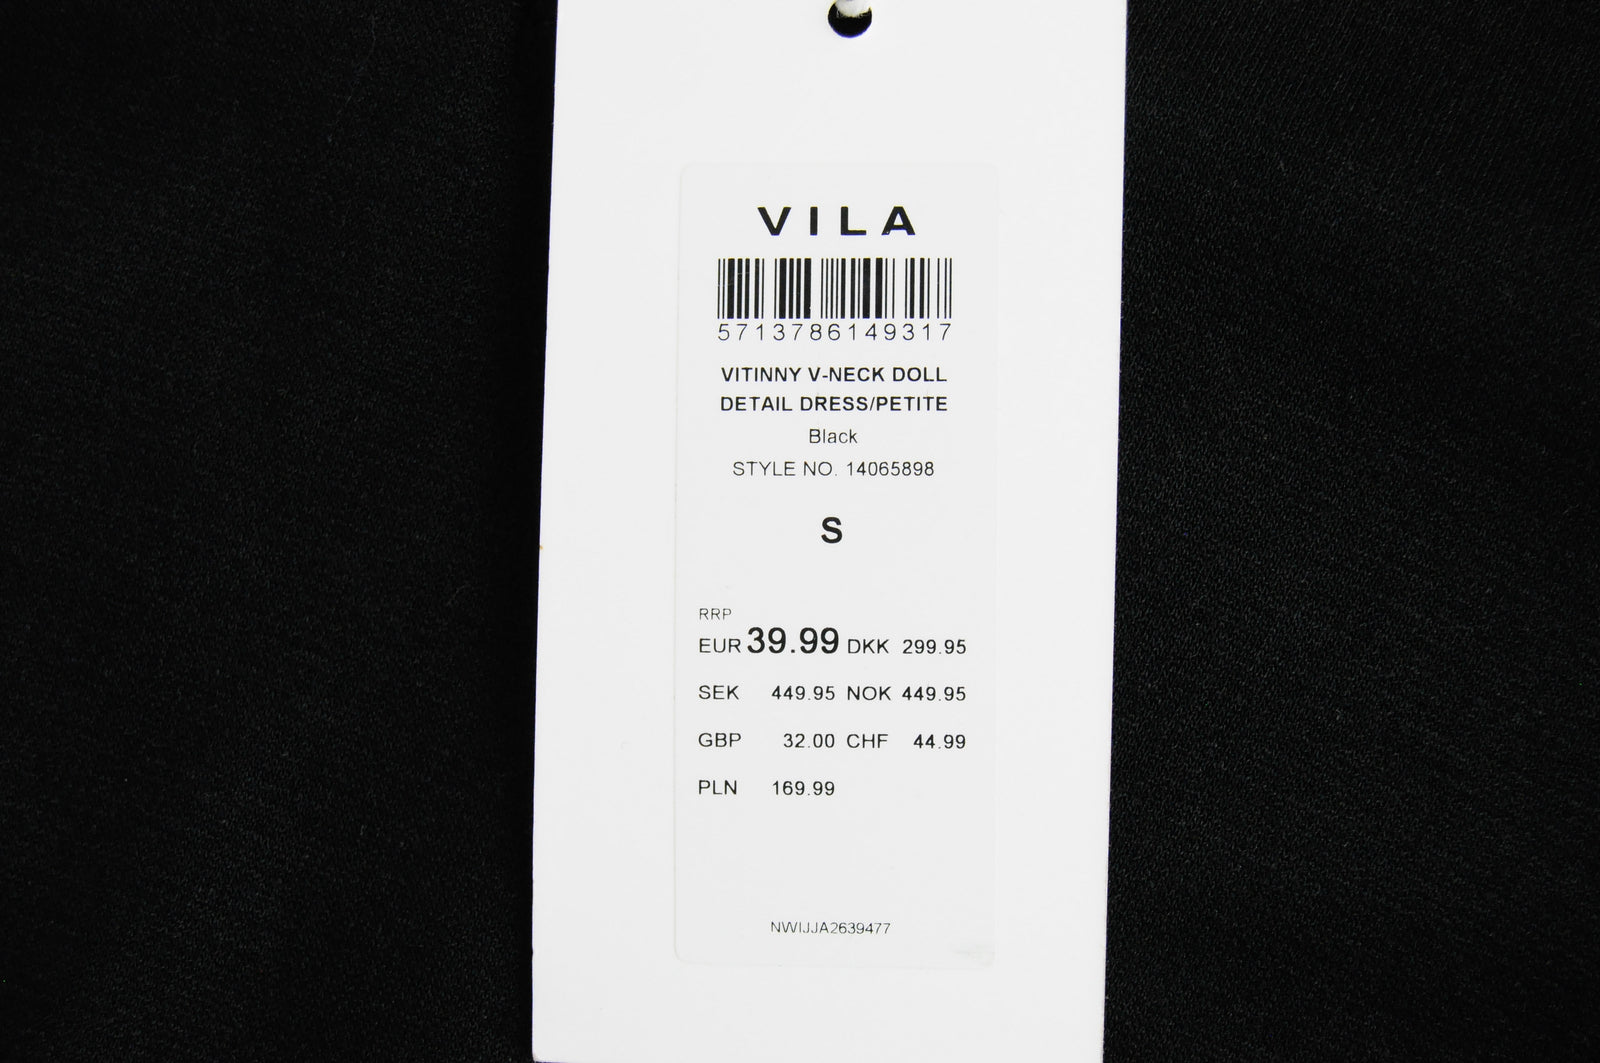 VILA
5713786149317
VITINNY V-NECK DOLL
DETAIL DRESS/PETITE
Black
STYLE NO. 14065898
S
RRP
EUR 39.99 DKK 299.95
SEK 449.95 NOK 449.95
GBP 32.00 CHF 44.99
PLN 169.99
NWIJJA2639477